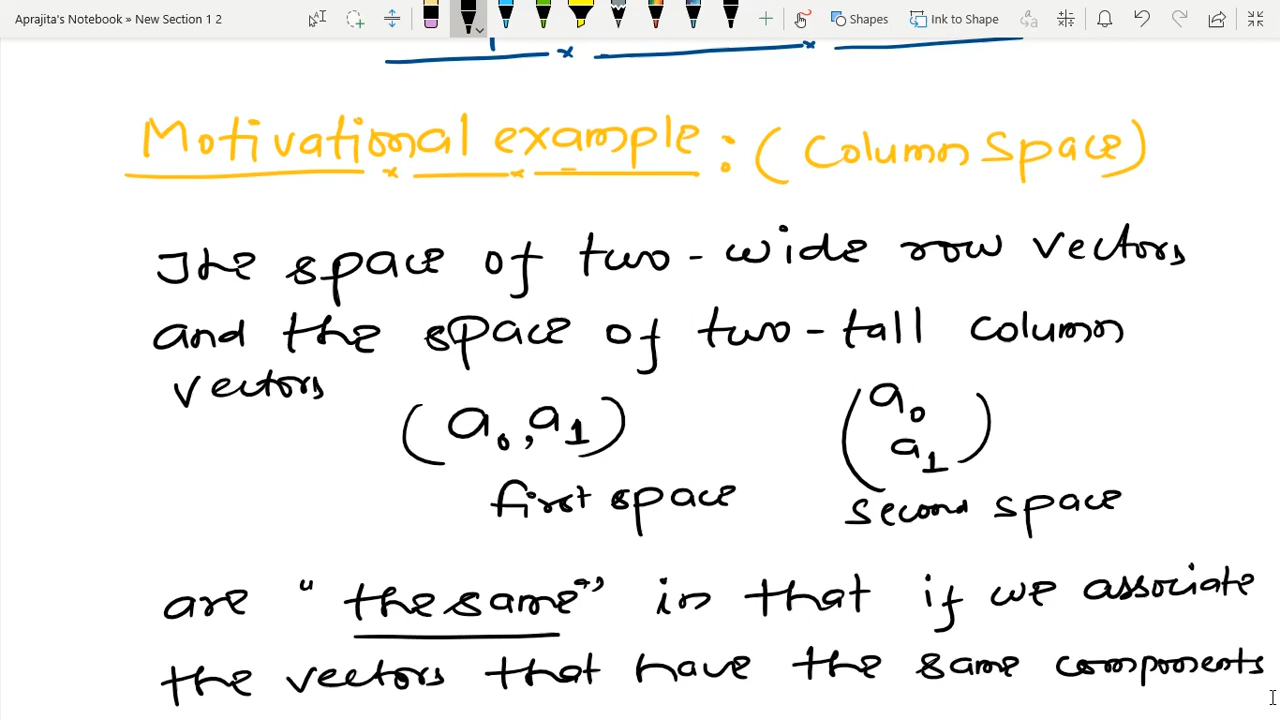 Aprajita's Notebook » New Section 1 2
Shapes
Ink to Shape
Motivational example : (Column Space)
The space of two-wide row vectors
and the space of two-tall column
vectors
(a₀, a₁)
(a₀
a₁)
first space
second space
are "the same" in that if we associate
the vectors that have the same components